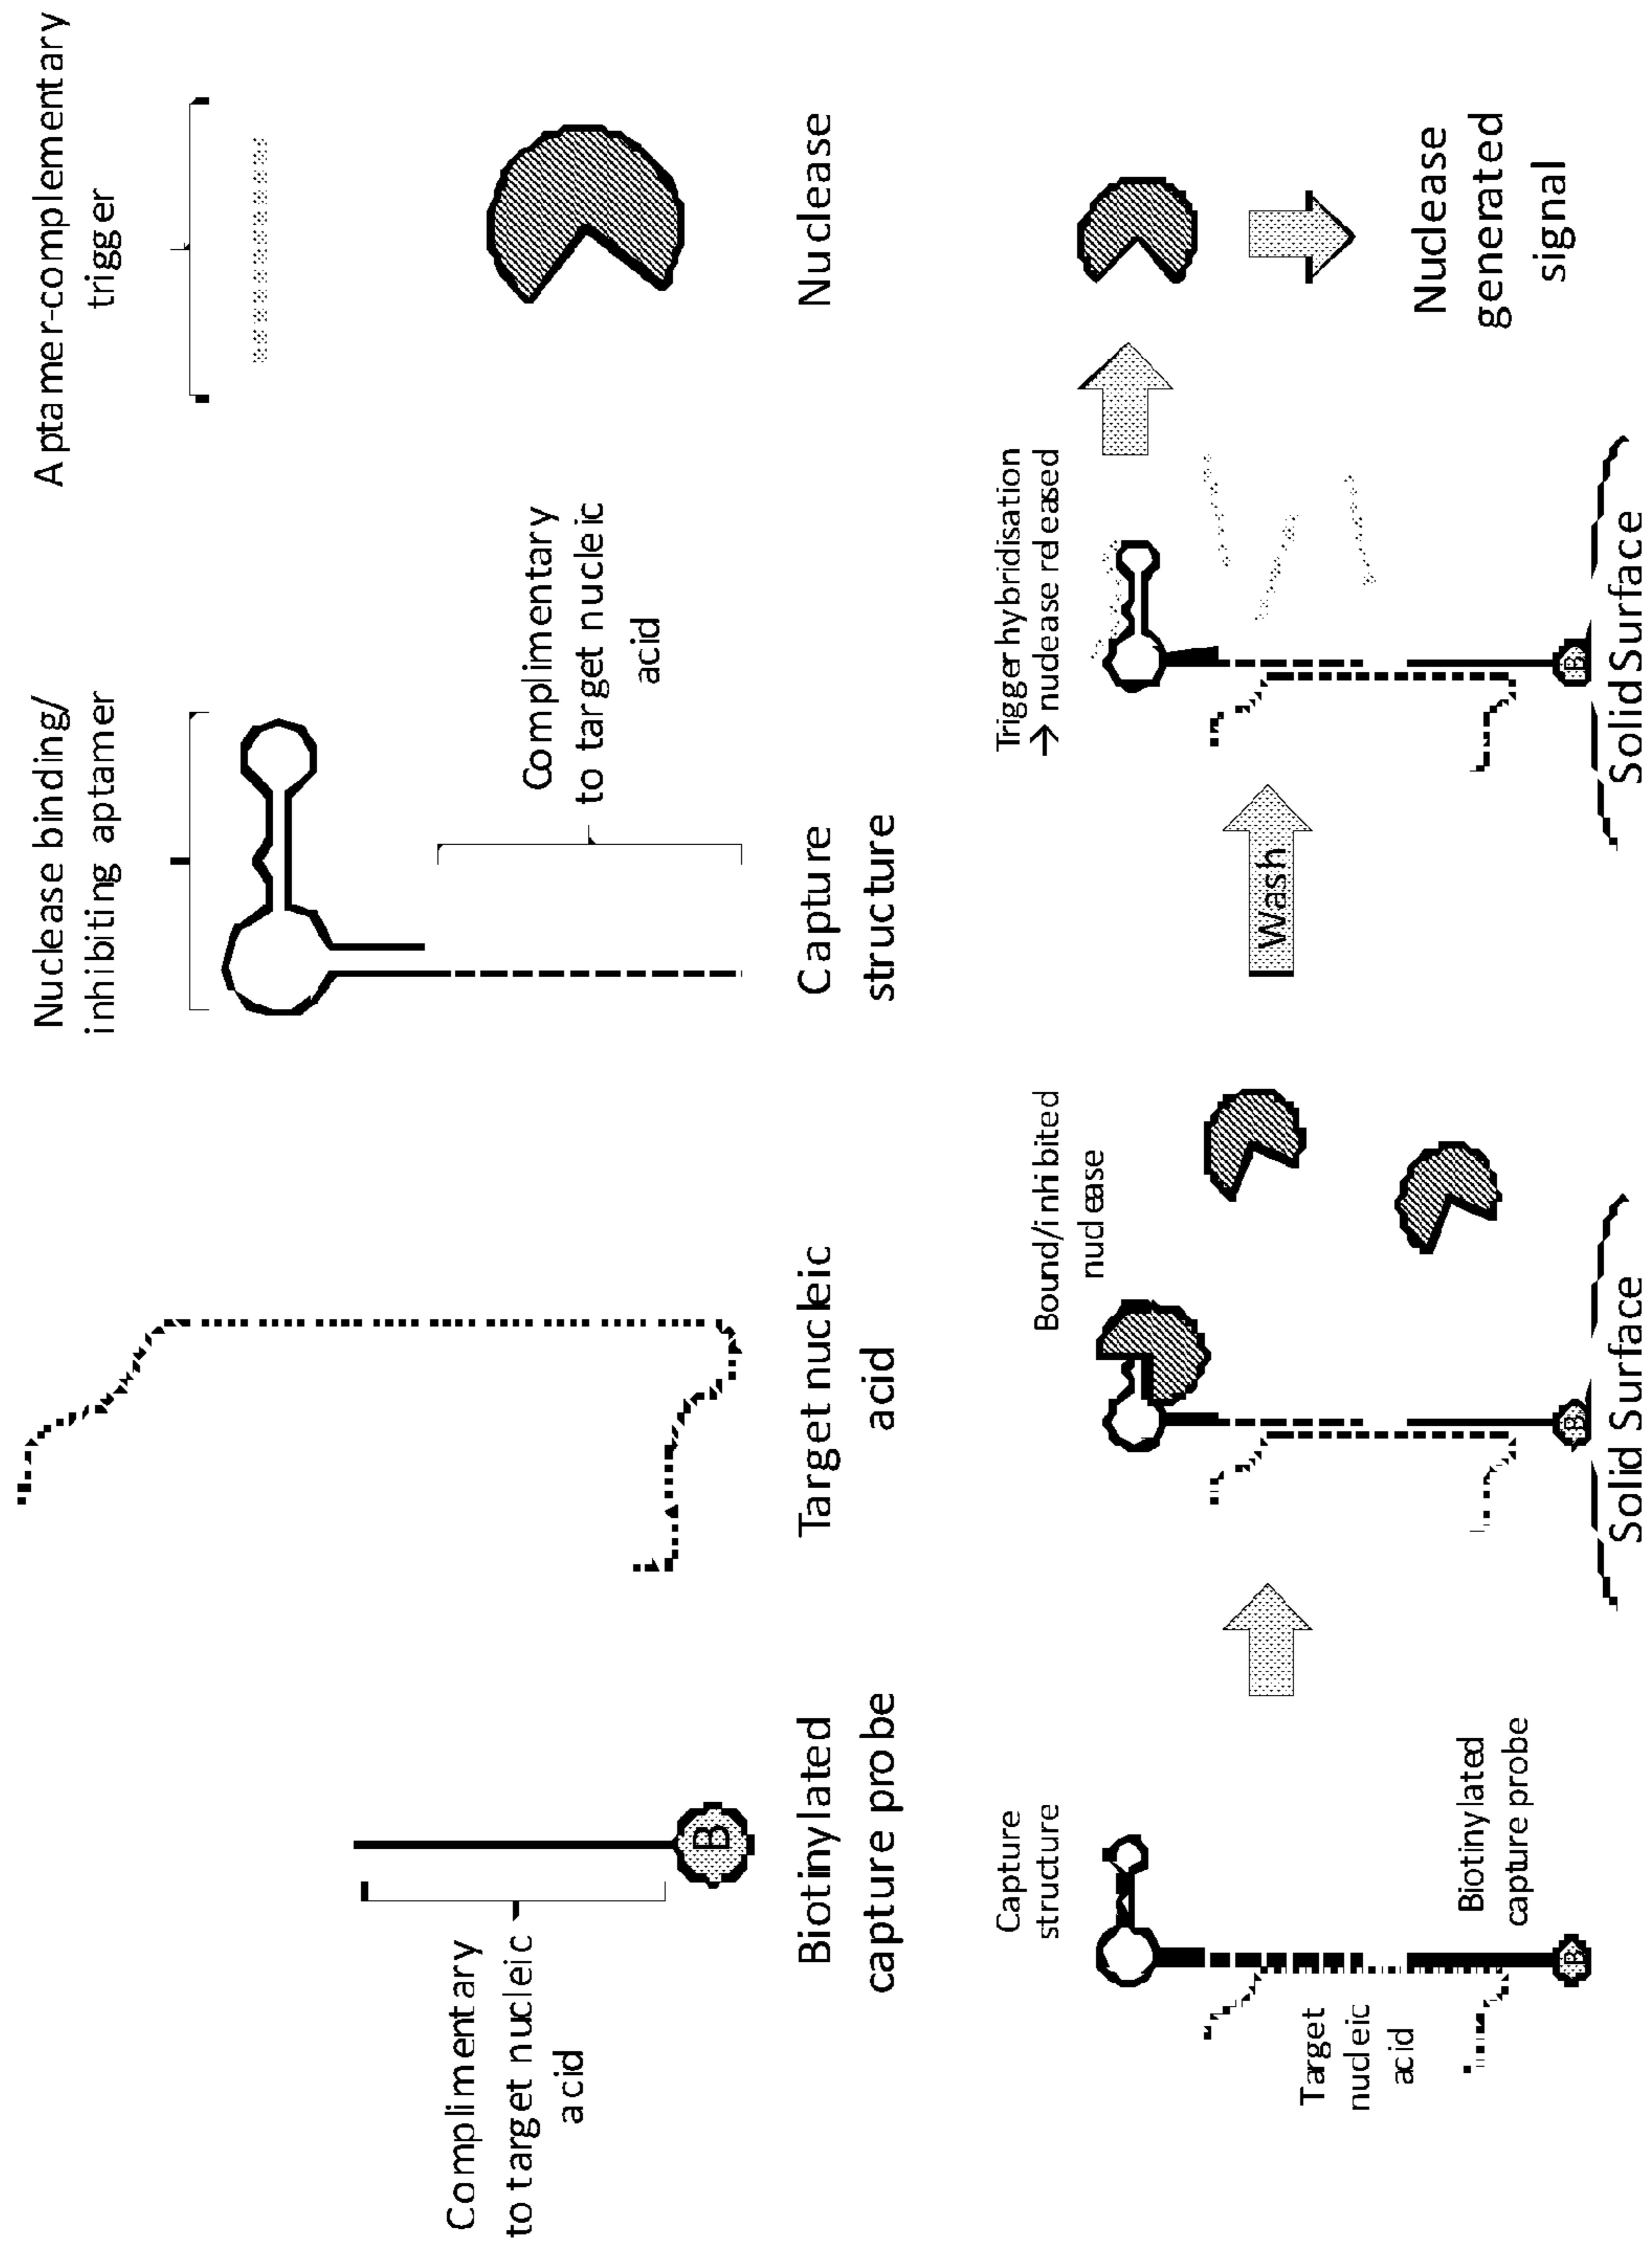 Complimentary
to target nucleic
acid
B
Biotinylated
capture probe
Target nucleic
acid
Nuclease binding/
inhibiting aptamer
Complimentary
to target nucleic
acid
Capture
structure
Aptamer-complementary
trigger
Nuclease
Capture
structure
Target
nucleic
acid
Biotinylated
capture probe
B
Bound/inhibited
nuclease
B
Solid Surface
Wash
Trigger hybridisation
→ nuclease released
B
Solid Surface
Nuclease
generated
signal